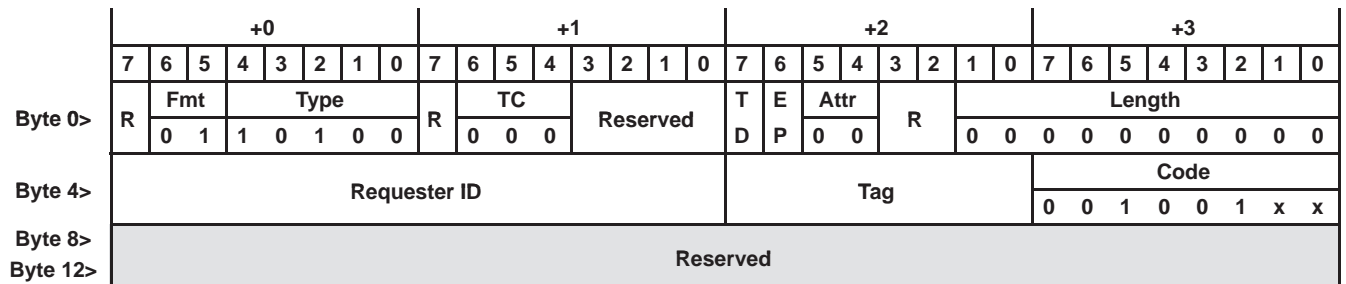 +0 +1 +2 +3
7 6 5 4 3 2 1 0 7 6 5 4 3 2 1 0 7 6 5 4 3 2 1 0 7 6 5 4 3 2 1 0
Byte 0> R Fmt Type R TC Reserved T E Attr R Length
0 1 1 0 1 0 0 0 0 0 D P 0 0 0 0 0 0 0 0 0 0 0 0
Byte 4> Requester ID Tag Code
0 0 1 0 0 1 x x
Byte 8>
Reserved
Byte 12>